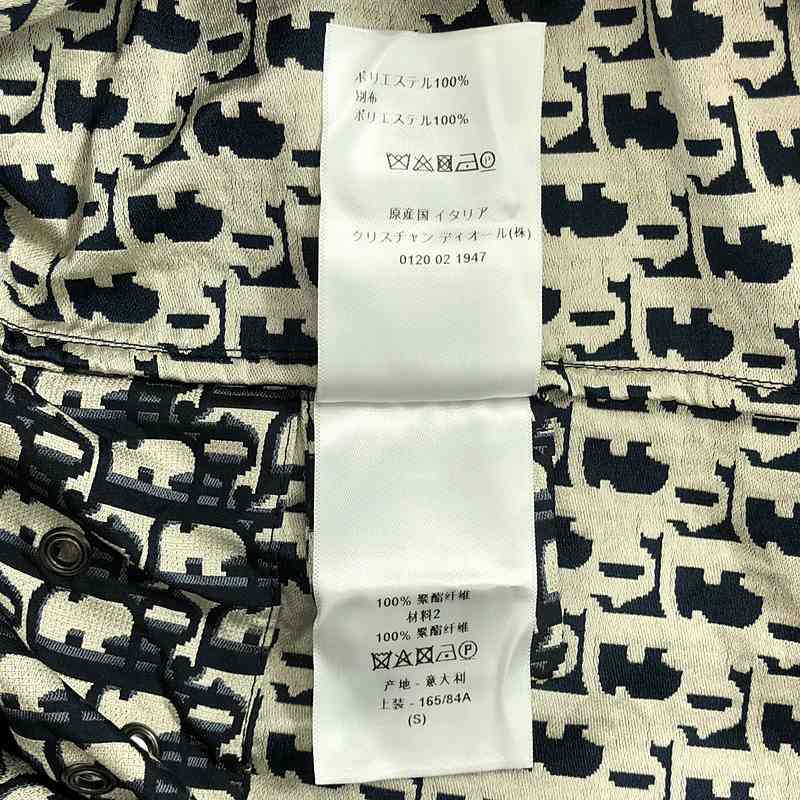 ポリエステル100%
別布
ポリエステル100%
P
原産国 イタリア
クリスチャン ディオール(株)
0120 02 1947
100% 聚酯纤维
材料2
100% 聚酯纤维
P
产地 - 意大利
上装 - 165/84A
(S)